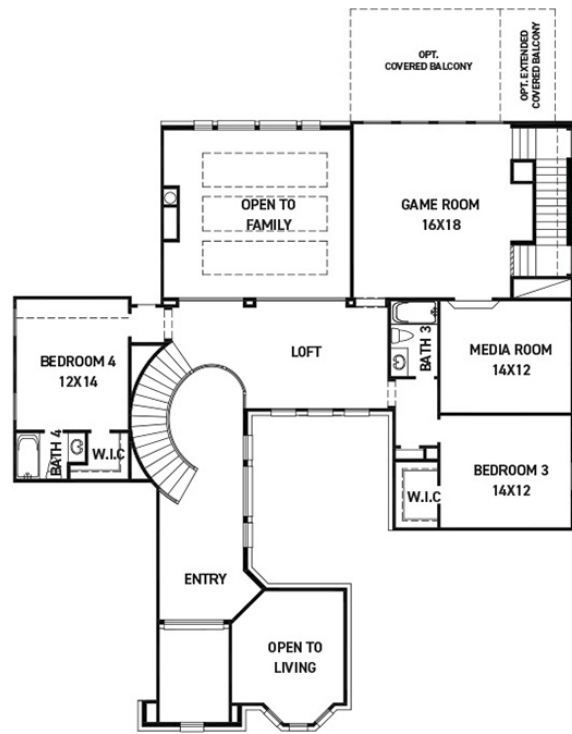 OPT.
COVERED BALCONY
OPT. EXTENDED
COVERED BALCONY
OPEN TO
FAMILY
GAME ROOM
16X18
BEDROOM 4
12X14
LOFT
BATH 3
MEDIA ROOM
14X12
BATH 4
W.I.C
W.I.C
BEDROOM 3
14X12
ENTRY
OPEN TO
LIVING